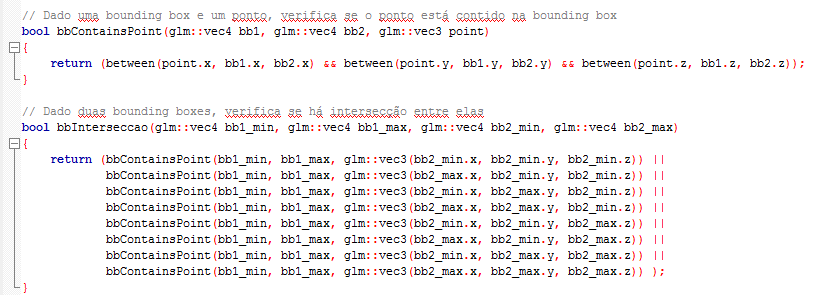 // Dado uma bounding box e um ponto, verifica se o ponto está contido na bounding box
bool bbContainsPoint(glm::vec4 bb1, glm::vec4 bb2, glm::vec3 point)
{
    return (between(point.x, bb1.x, bb2.x) && between(point.y, bb1.y, bb2.y) && between(point.z, bb1.z, bb2.z));
}
// Dado duas bounding boxes, verifica se há intersecção entre elas
bool bbInterseccao(glm::vec4 bb1_min, glm::vec4 bb1_max, glm::vec4 bb2_min, glm::vec4 bb2_max)
{
    return (bbContainsPoint(bb1_min, bb1_max, glm::vec3(bb2_min.x, bb2_min.y, bb2_min.z)) ||
            bbContainsPoint(bb1_min, bb1_max, glm::vec3(bb2_max.x, bb2_min.y, bb2_min.z)) ||
            bbContainsPoint(bb1_min, bb1_max, glm::vec3(bb2_min.x, bb2_max.y, bb2_min.z)) ||
            bbContainsPoint(bb1_min, bb1_max, glm::vec3(bb2_max.x, bb2_max.y, bb2_min.z)) ||
            bbContainsPoint(bb1_min, bb1_max, glm::vec3(bb2_min.x, bb2_min.y, bb2_max.z)) ||
            bbContainsPoint(bb1_min, bb1_max, glm::vec3(bb2_max.x, bb2_min.y, bb2_max.z)) ||
            bbContainsPoint(bb1_min, bb1_max, glm::vec3(bb2_min.x, bb2_max.y, bb2_max.z)) ||
            bbContainsPoint(bb1_min, bb1_max, glm::vec3(bb2_max.x, bb2_max.y, bb2_max.z)) );
}